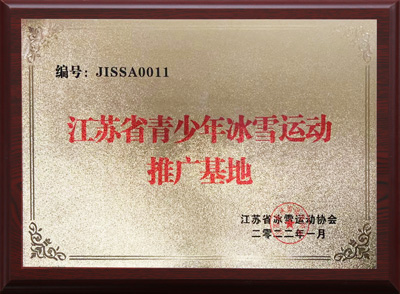 编号: JISSA0011
江苏省青少年冰雪运动
推广基地
江苏省冰雪运动协会
二零二二年一月